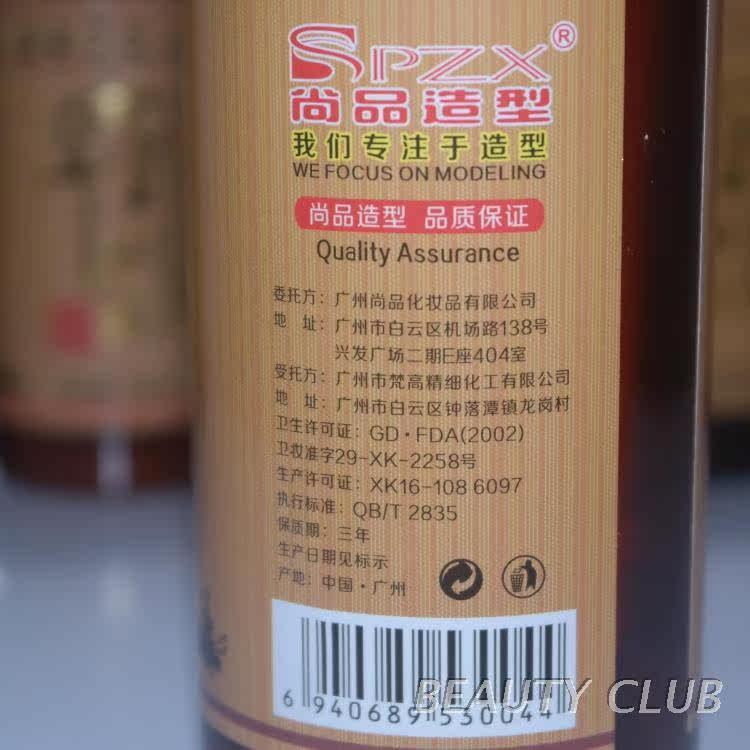 SPZX®
尚品造型
我们专注于造型
WE FOCUS ON MODELING
尚品造型 品质保证
Quality Assurance
委托方：广州尚品化妆品有限公司
地 址：广州市白云区机场路138号
兴发广场二期E座404室
受托方：广州市梵高精细化工有限公司
地 址：广州市白云区钟落潭镇龙岗村
卫生许可证：GD·FDA(2002)
卫妆准字29-XK-2258号
生产许可证：XK16-108 6097
执行标准：QB/T 2835
保质期：三年
生产日期见标示
产地：中国·广州
6 940689 530044
BEAUTY CLUB